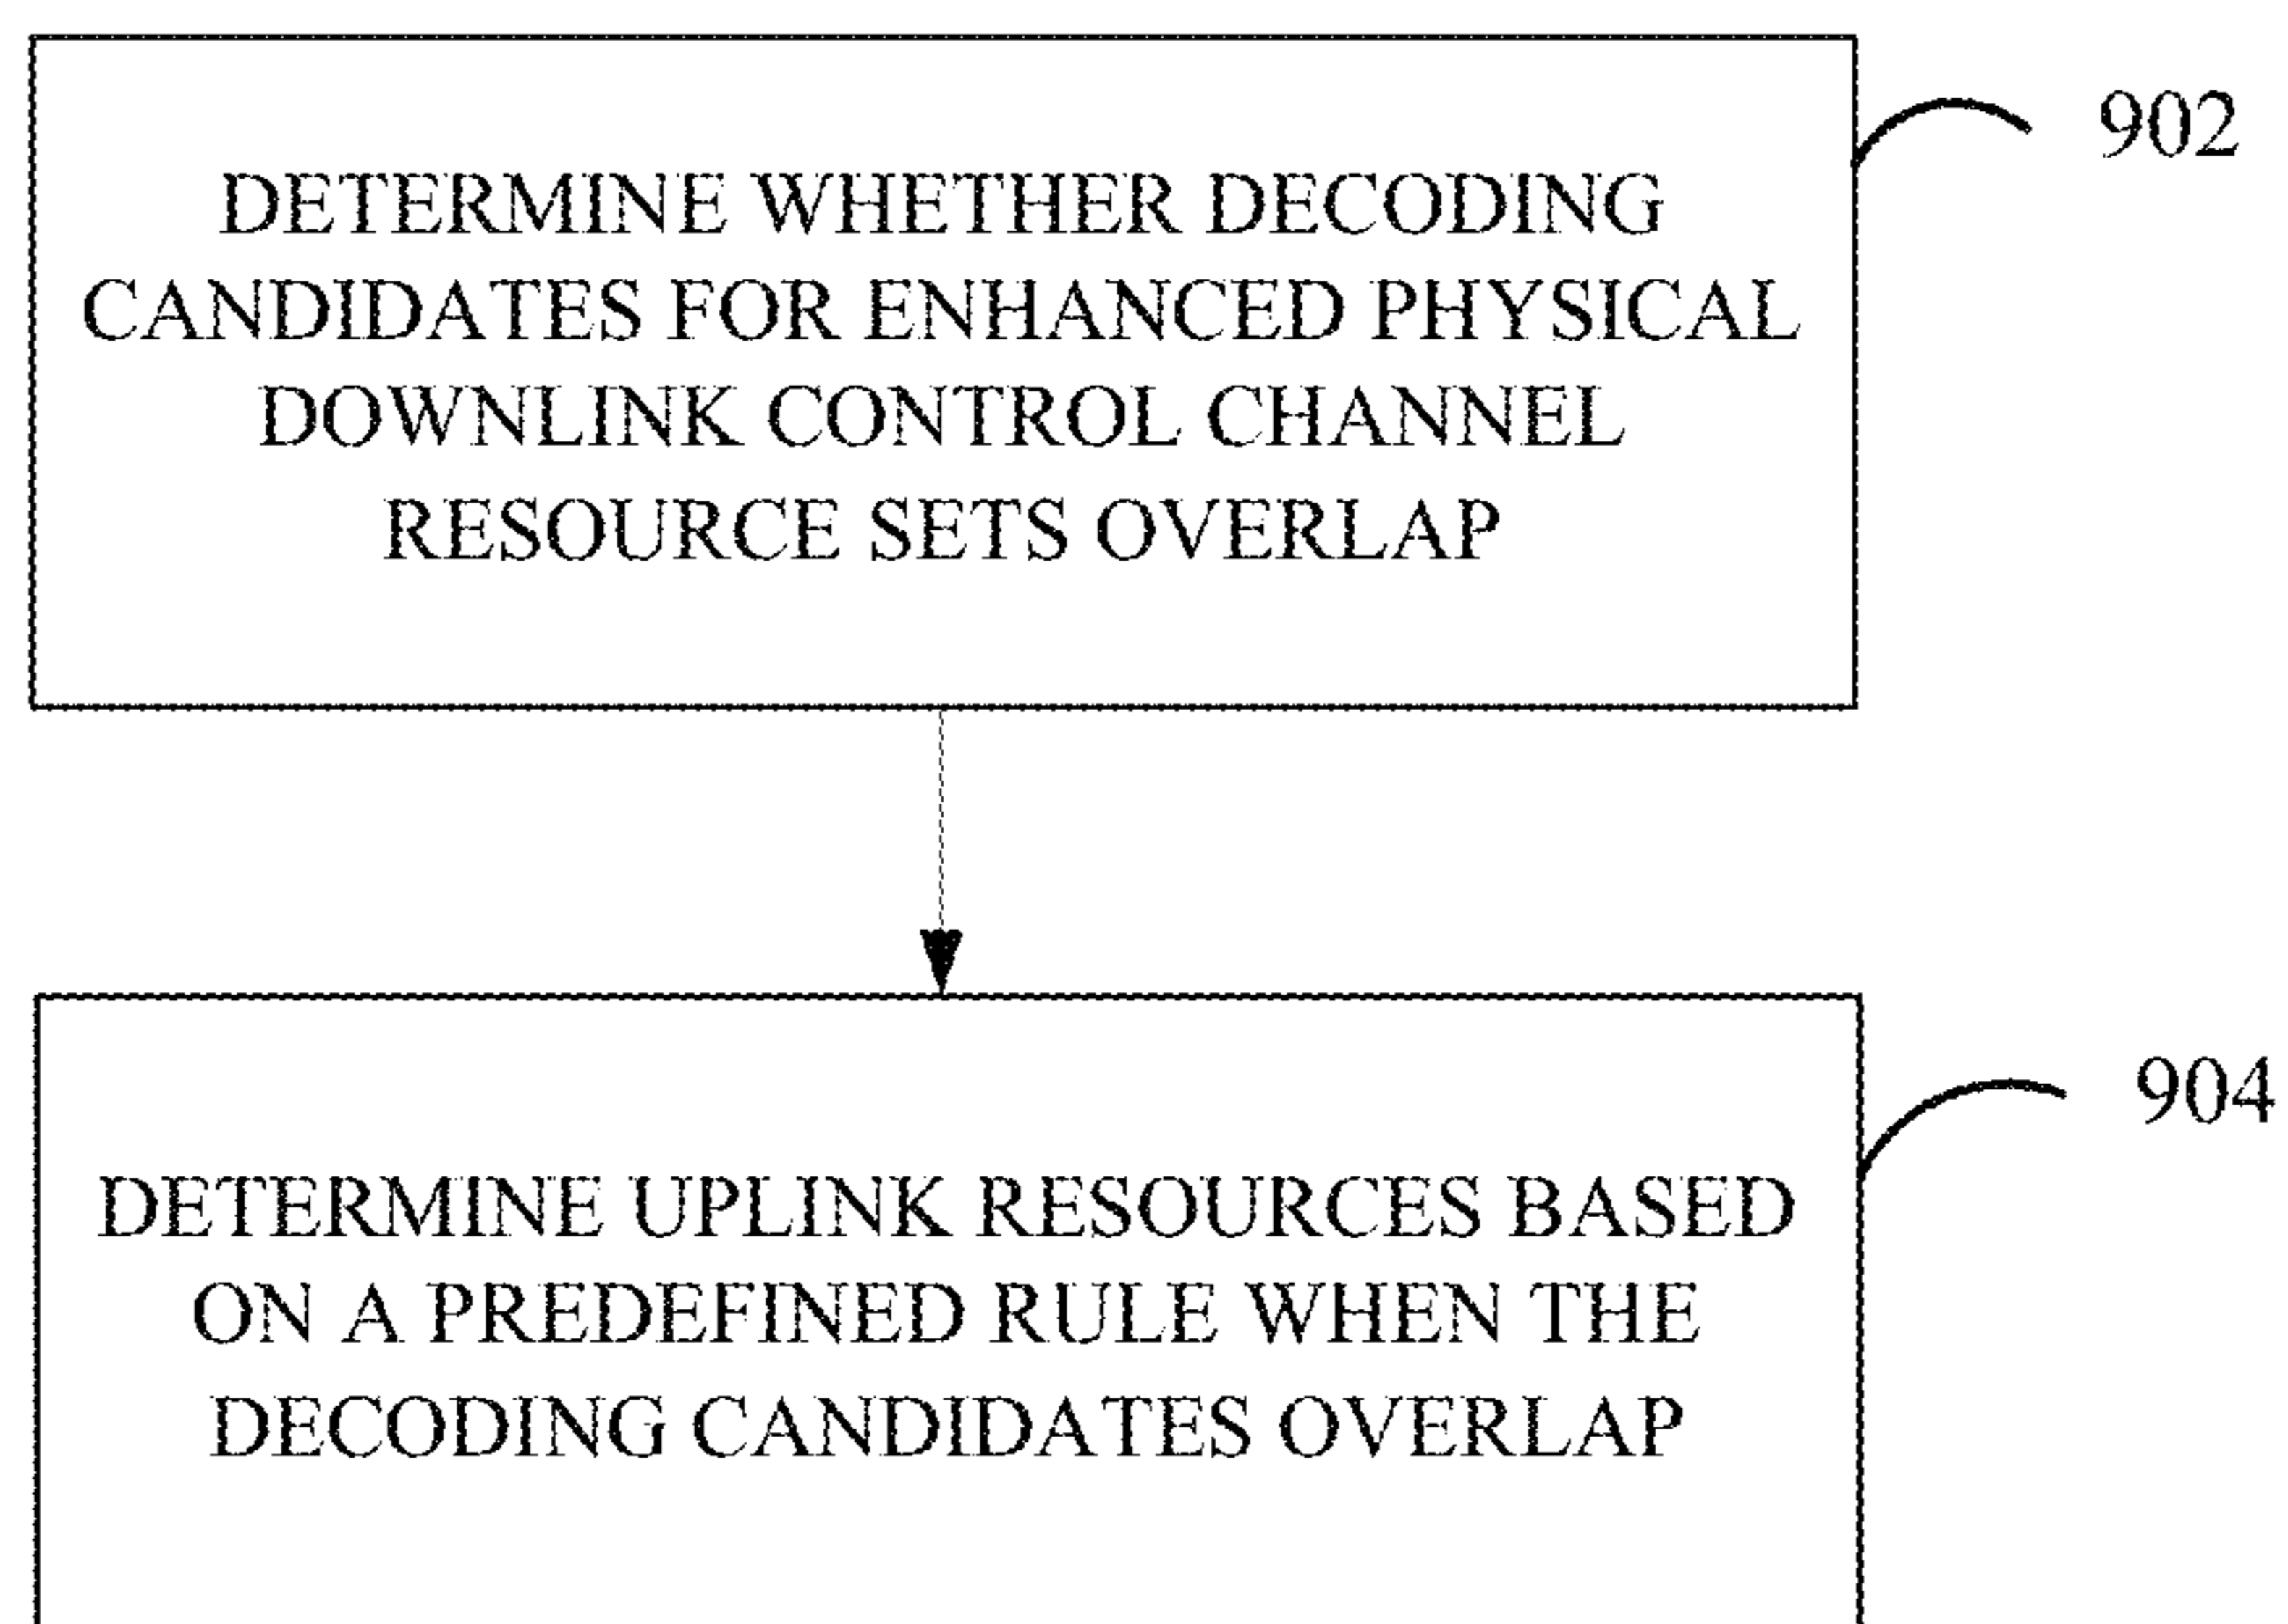 902
DETERMINE WHETHER DECODING
CANDIDATES FOR ENHANCED PHYSICAL
DOWNLINK CONTROL CHANNEL
RESOURCE SETS OVERLAP
904
DETERMINE UPLINK RESOURCES BASED
ON A PREDEFINED RULE WHEN THE
DECODING CANDIDATES OVERLAP